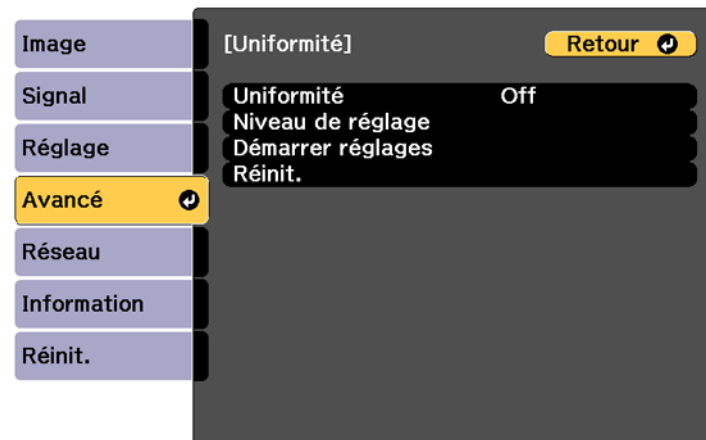 Image
Signal
Réglage
Avancé
Réseau
Information
Réinit.
[Uniformité]
Retour
Uniformité Off
Niveau de réglage
Démarrer réglages
Réinit.